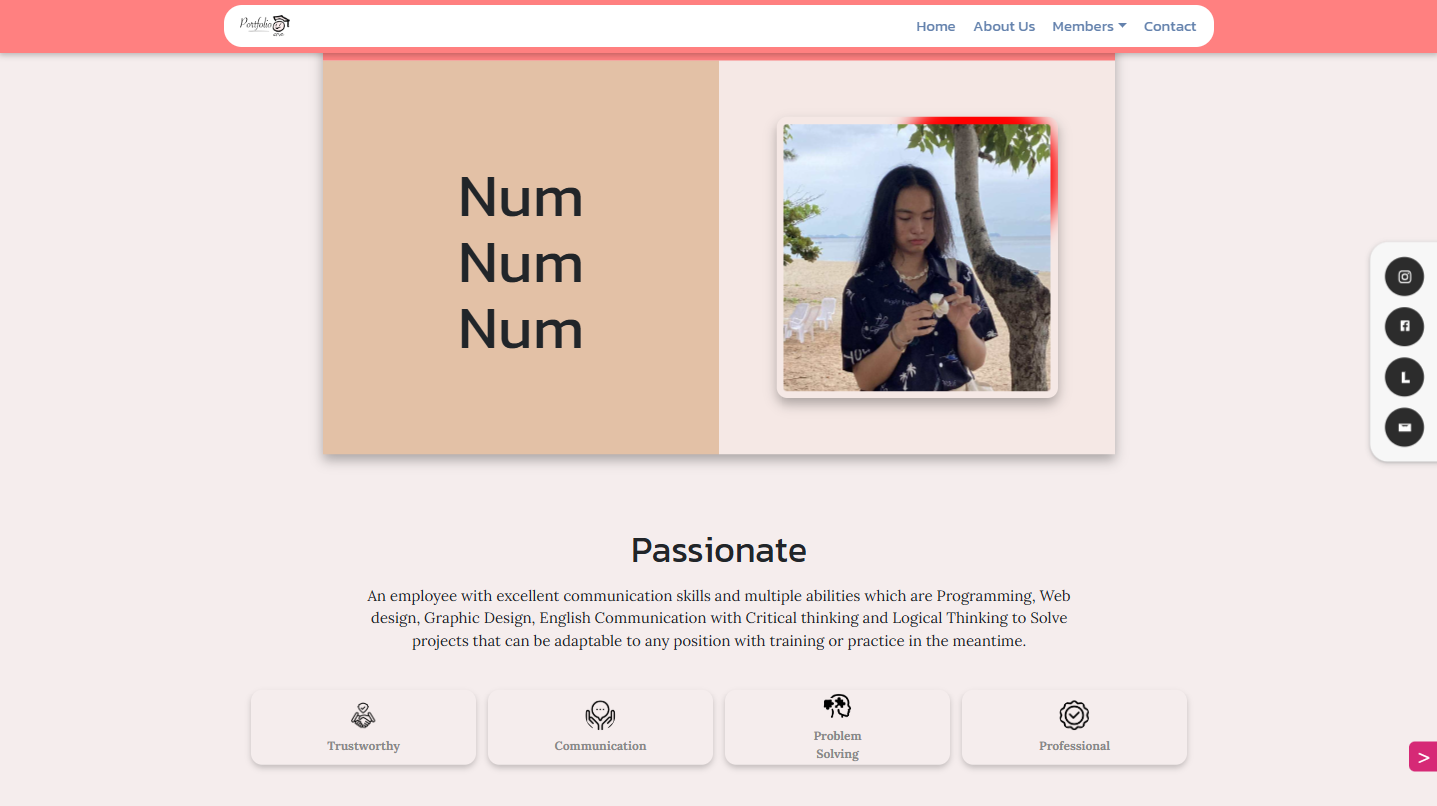 Portfolio
Home
About Us
Members
Contact
Num
Num
Num
Passionate
An employee with excellent communication skills and multiple abilities which are Programming, Web
design, Graphic Design, English Communication with Critical thinking and Logical Thinking to Solve
projects that can be adaptable to any position with training or practice in the meantime.
Trustworthy
Communication
Problem
Solving
Professional
>